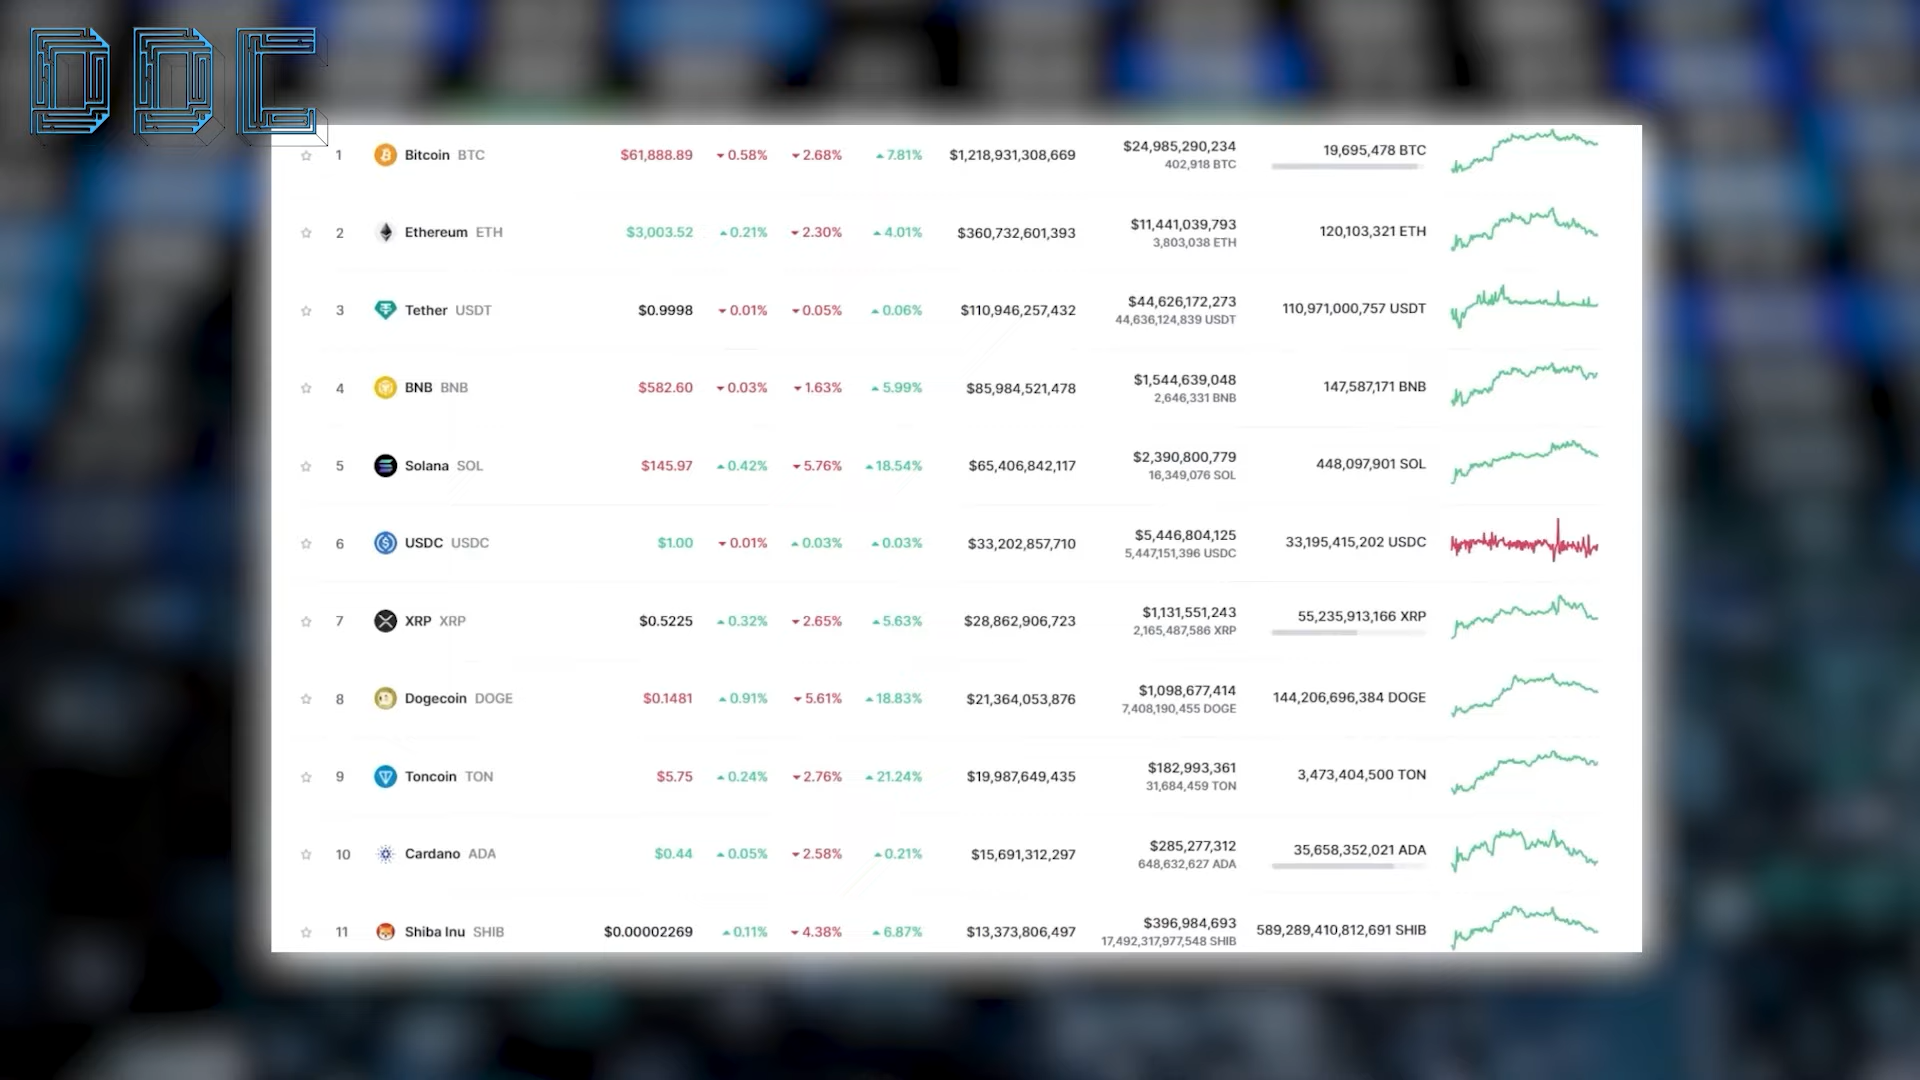 DDC
1 Bitcoin BTC $61,888.89 0.58% 2.68% 7.81% $1,218,931,308,669 $24,985,290,234 19,695,478 BTC
402,918 BTC
2 Ethereum ETH $3,003.52 0.21% 2.30% 4.01% $360,732,601,393 $11,441,039,793 120,103,321 ETH
3,803,038 ETH
3 Tether USDT $0.9998 0.01% 0.05% 0.06% $110,946,257,432 $44,626,172,273 110,971,000,757 USDT
44,636,124,839 USDT
4 BNB BNB $582.60 0.03% 1.63% 5.99% $85,984,521,478 $1,544,639,048 147,587,171 BNB
2,646,331 BNB
5 Solana SOL $145.97 0.42% 5.76% 18.54% $65,406,842,117 $2,390,800,779 448,097,901 SOL
16,349,076 SOL
6 USDC USDC $1.00 0.01% 0.03% 0.03% $33,202,857,710 $5,446,804,125 33,195,415,202 USDC
5,447,151,396 USDC
7 XRP XRP $0.5225 0.32% 2.65% 5.63% $28,862,906,723 $1,131,551,243 55,235,913,166 XRP
2,165,487,586 XRP
8 Dogecoin DOGE $0.1481 0.91% 5.61% 18.83% $21,364,053,876 $1,098,677,414 144,206,696,384 DOGE
7,408,190,455 DOGE
9 Toncoin TON $5.75 0.24% 2.76% 21.24% $19,987,649,435 $182,993,361 3,473,404,500 TON
31,684,459 TON
10 Cardano ADA $0.44 0.05% 2.58% 0.21% $15,691,312,297 $285,277,312 35,658,352,021 ADA
648,632,627 ADA
11 Shiba Inu SHIB $0.00002269 0.11% 4.38% 6.87% $13,373,806,497 $396,984,693 589,289,410,812,691 SHIB
17,492,317,977,548 SHIB